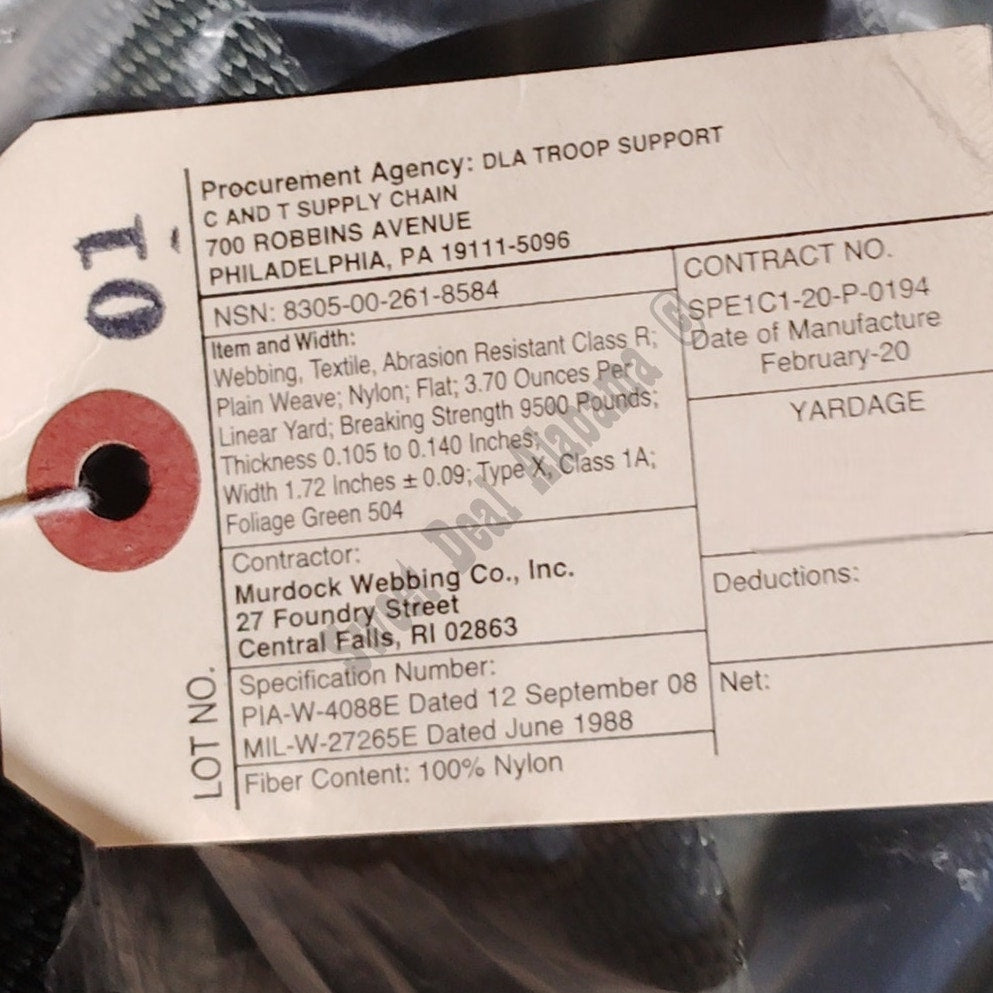 Procurement Agency: DLA TROOP SUPPORT
C AND T SUPPLY CHAIN
700 ROBBINS AVENUE
PHILADELPHIA, PA 19111-5096
NSN: 8305-00-261-8584
Item and Width:
Webbing, Textile, Abrasion Resistant Class R;
Plain Weave; Nylon; Flat; 3.70 Ounces Per
Linear Yard; Breaking Strength 9500 Pounds;
Thickness 0.105 to 0.140 Inches;
Width 1.72 Inches ± 0.09; Type X, Class 1A;
Foliage Green 504
Contractor:
Murdock Webbing Co., Inc.
27 Foundry Street
Central Falls, RI 02863
Specification Number:
PIA-W-4088E Dated 12 September 08
MIL-W-27265E Dated June 1988
Fiber Content: 100% Nylon
CONTRACT NO.
SPE1C1-20-P-0194
Date of Manufacture
February-20
YARDAGE
Deductions:
Net:
LOT NO.
01
Sweet Deal Alabama ©